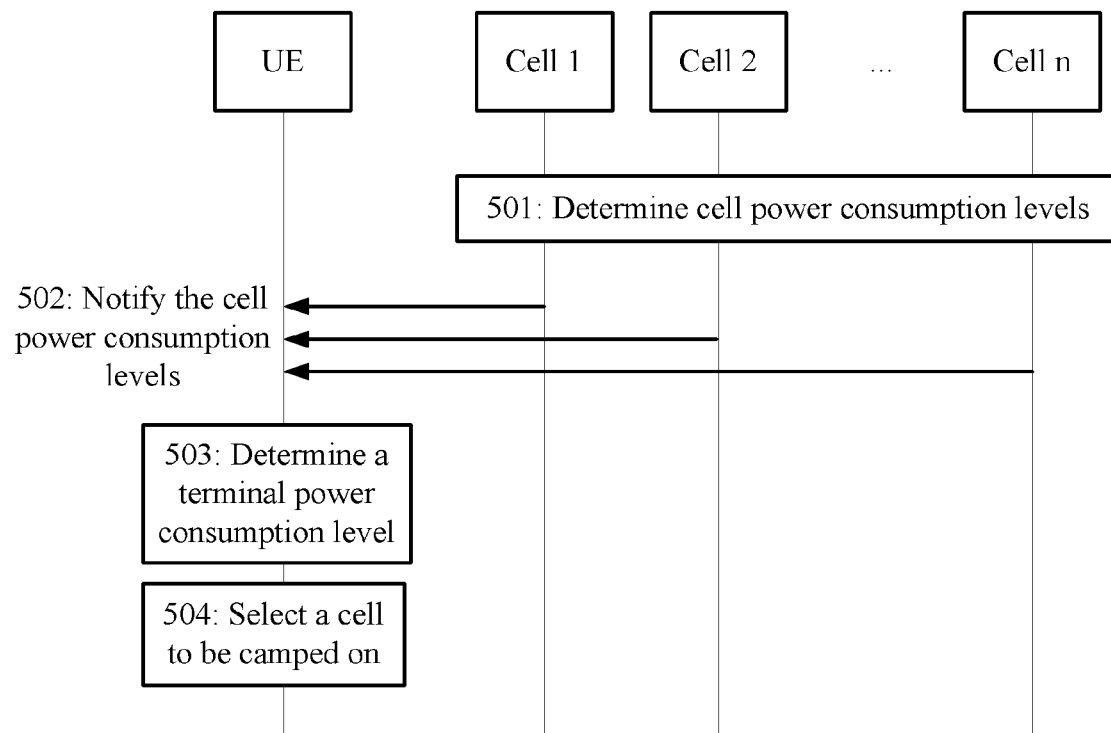 UE
Cell 1
Cell 2
...
Cell n
501: Determine cell power consumption levels
502: Notify the cell
power consumption
levels
503: Determine a
terminal power
consumption level
504: Select a cell
to be camped on